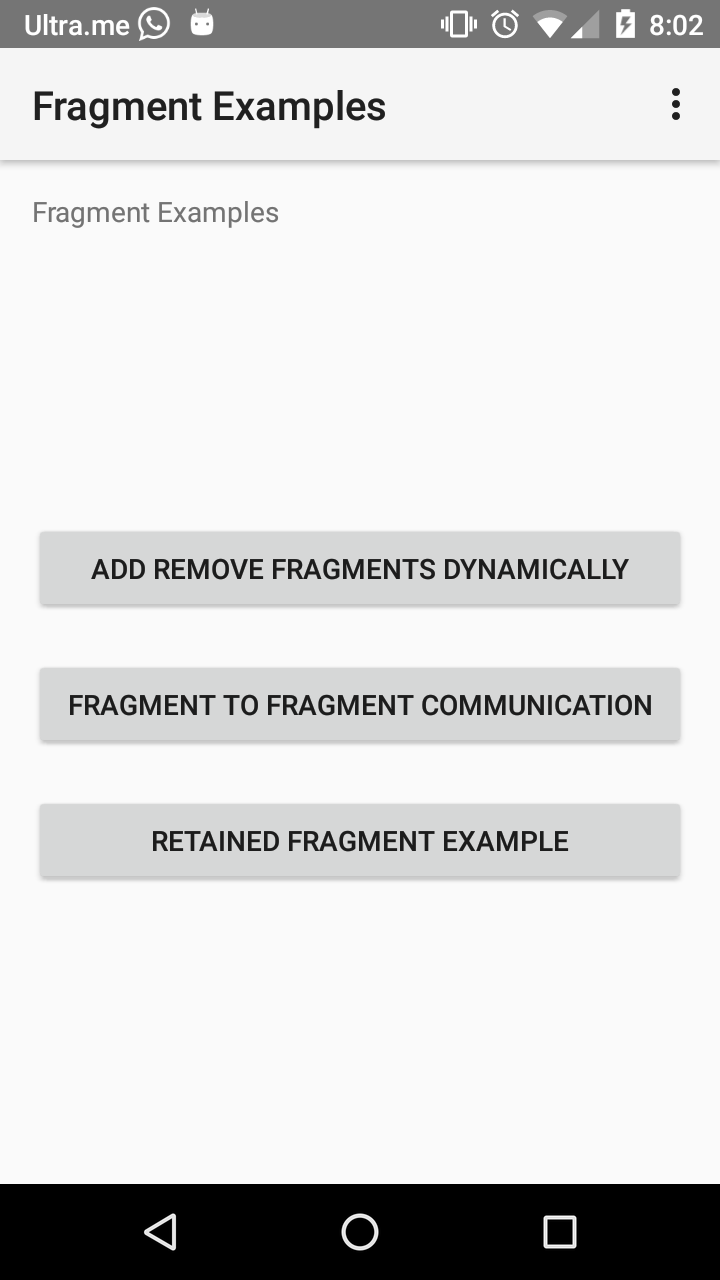 Ultra.me 8:02
Fragment Examples
Fragment Examples
ADD REMOVE FRAGMENTS DYNAMICALLY
FRAGMENT TO FRAGMENT COMMUNICATION
RETAINED FRAGMENT EXAMPLE